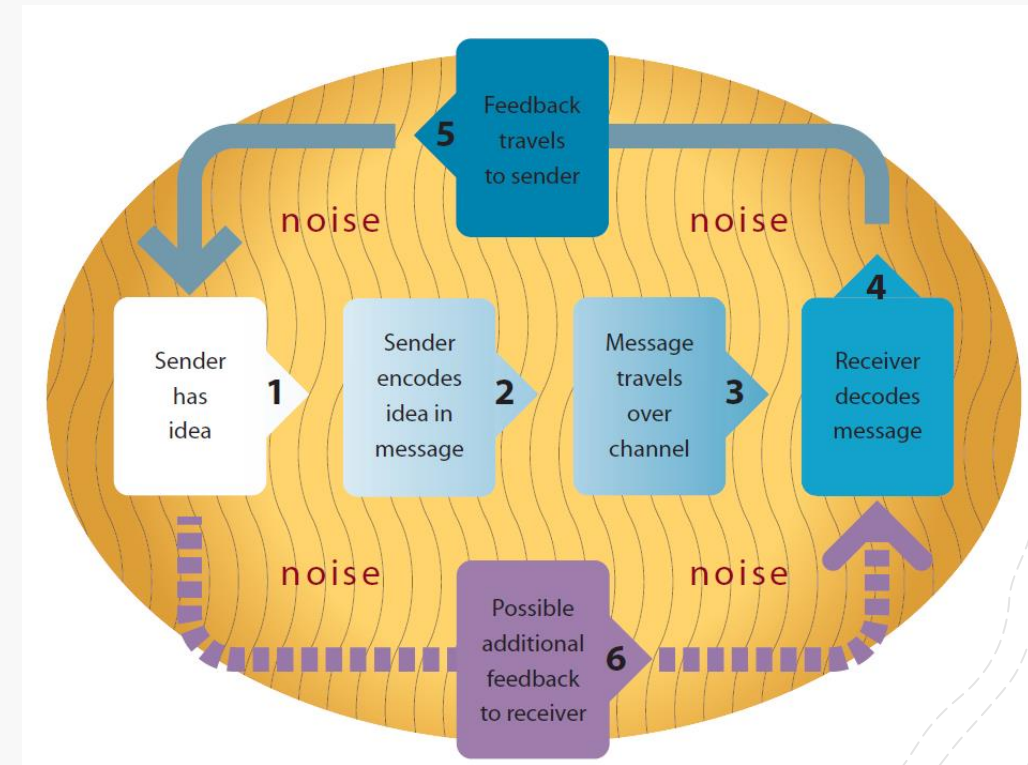 Feedback
travels
to sender
5
noise
noise
Sender
has
idea
1
Sender
encodes
idea in
message
2
Message
travels
over
channel
3
4
Receiver
decodes
message
noise
noise
Possible
additional
feedback
to receiver
6